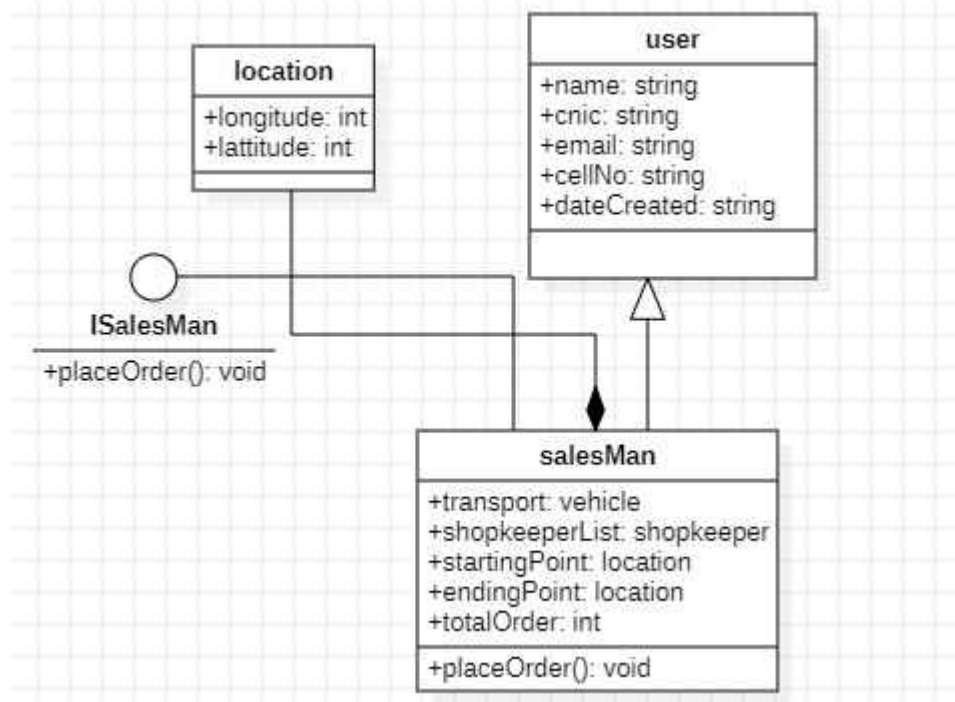 location
+longitude: int
+lattitude: int
user
+name: string
+cnic: string
+email: string
+cellNo: string
+dateCreated: string
ISalesMan
+placeOrder(): void
salesMan
+transport: vehicle
+shopkeeperList: shopkeeper
+startingPoint: location
+endingPoint: location
+totalOrder: int
+placeOrder(): void